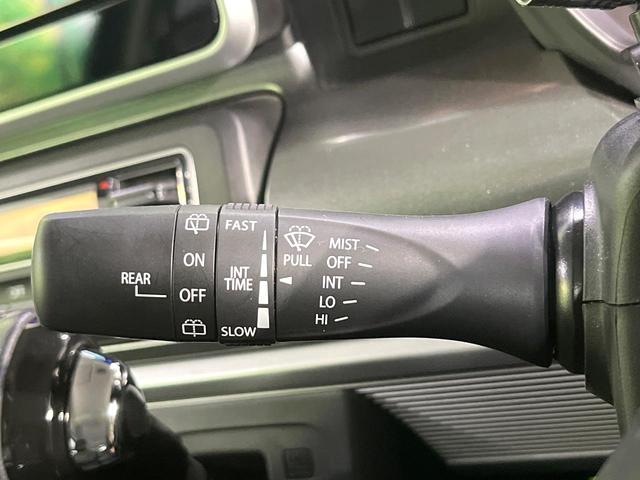 REAR
ON
OFF
FAST
INT
TIME
SLOW
PULL
MIST
OFF
INT
LO
HI